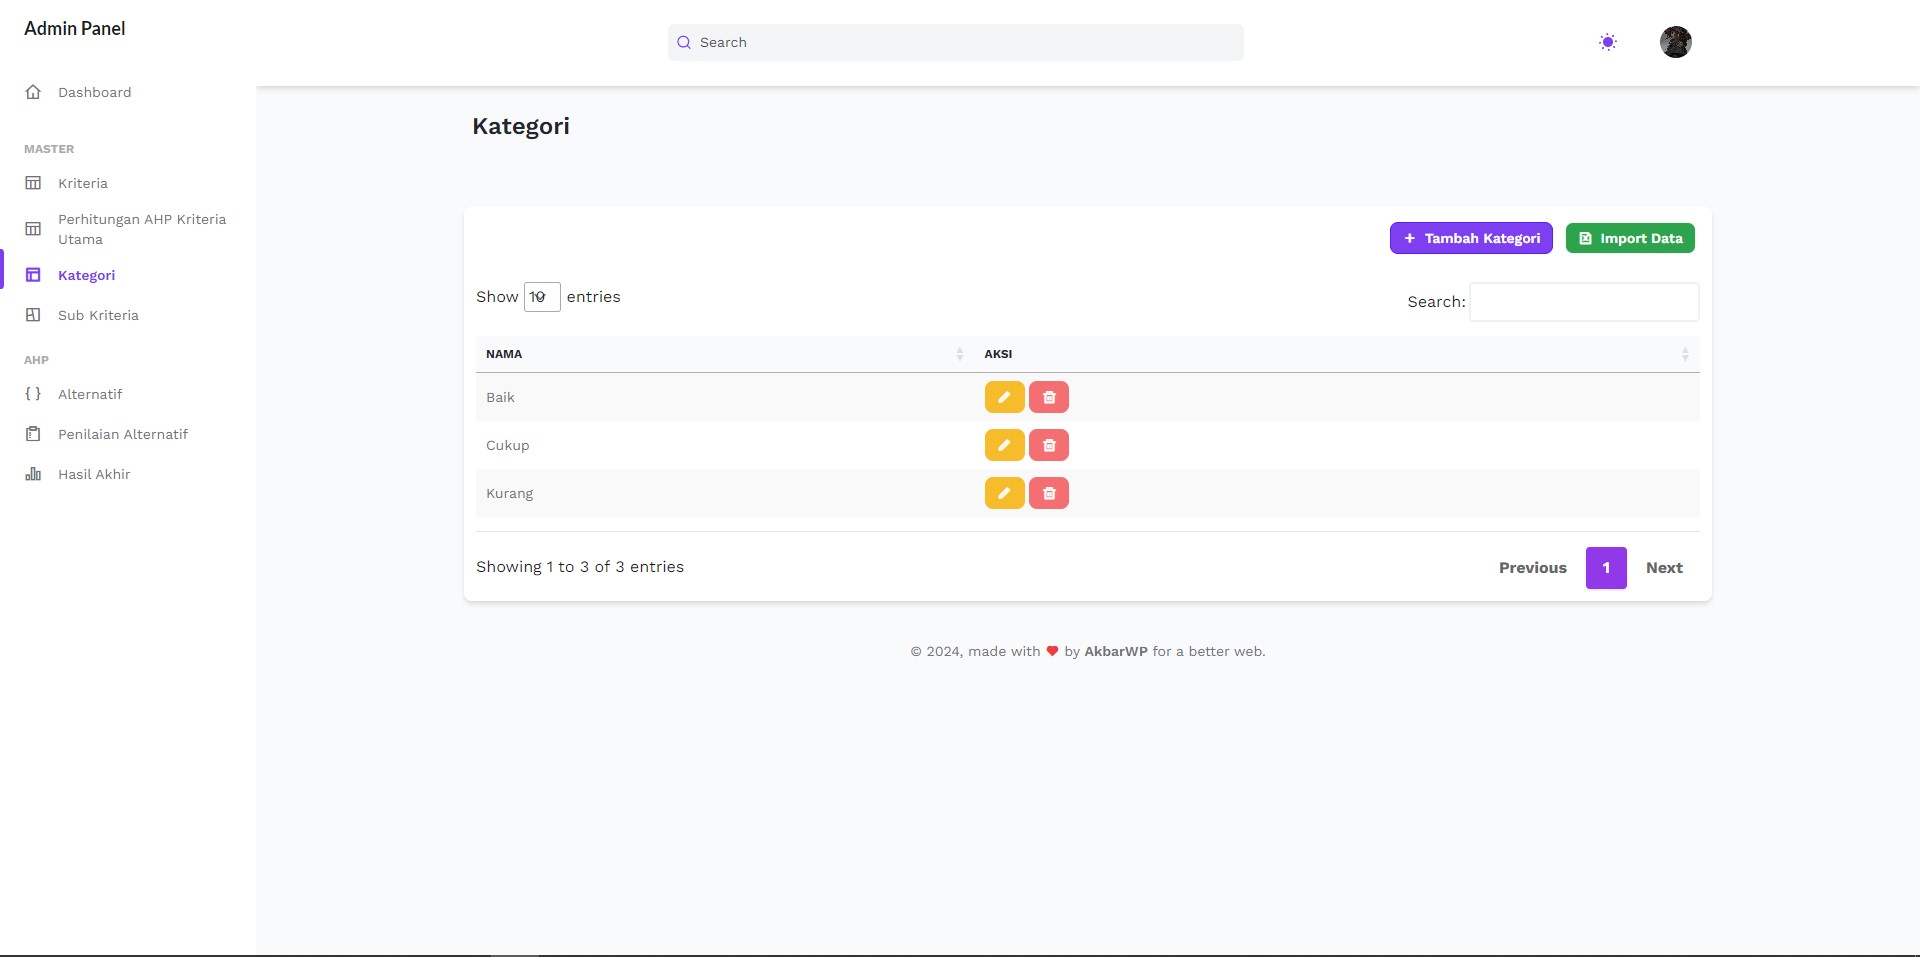 Admin Panel
Search
Dashboard
MASTER
Kriteria
Perhitungan AHP Kriteria
Utama
Kategori
Sub Kriteria
AHP
Alternatif
Penilaian Alternatif
Hasil Akhir
Kategori
+ Tambah Kategori
Import Data
Show 10 entries
Search:
NAMA AKSI
Baik
Cukup
Kurang
Showing 1 to 3 of 3 entries
Previous 1 Next
© 2024, made with ❤ by AkbarWP for a better web.